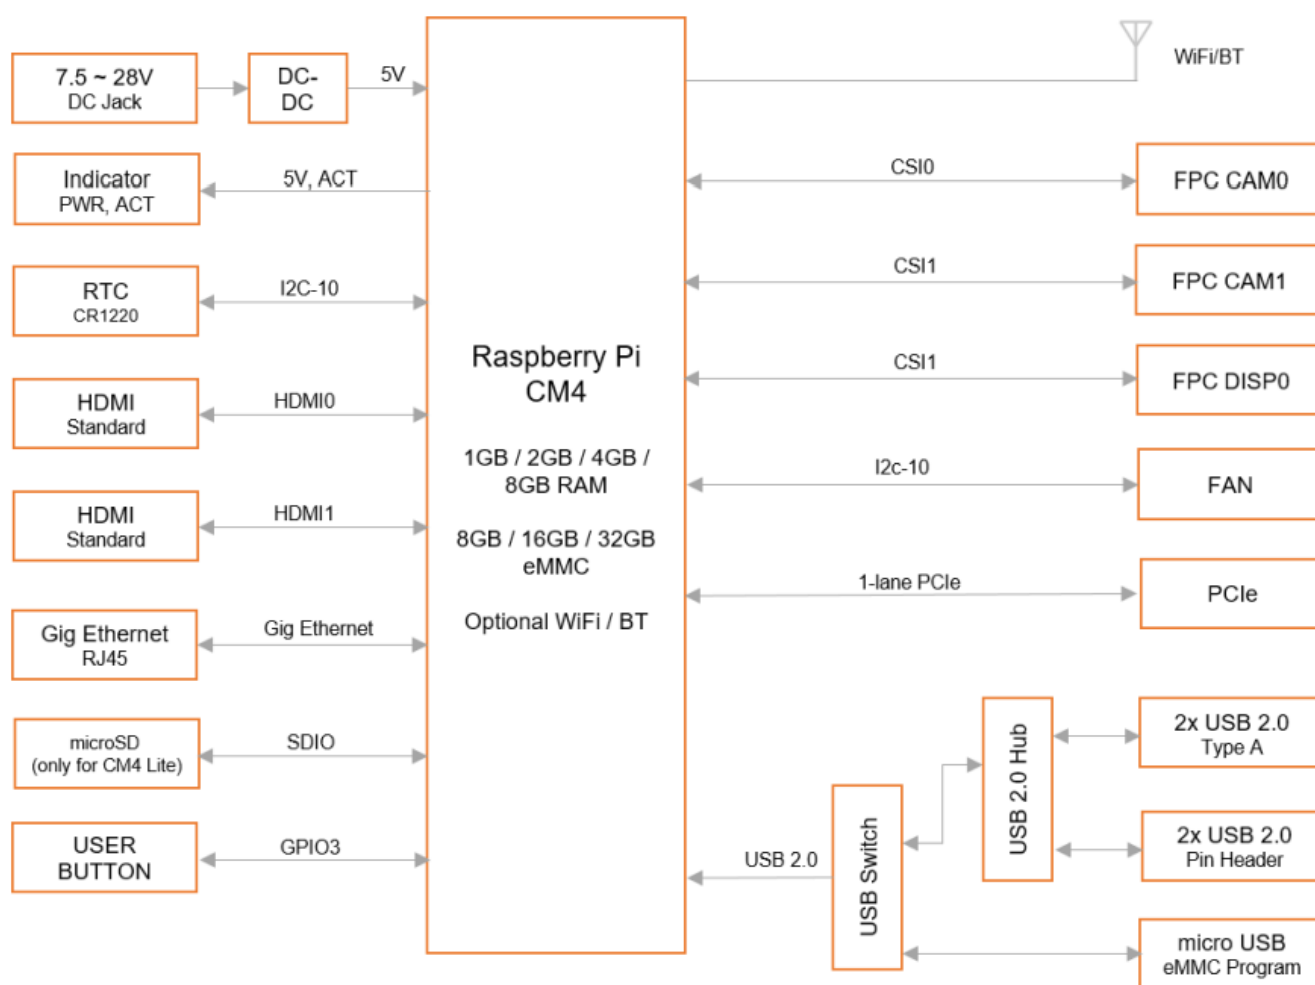 7.5 ~ 28V
DC Jack
DC-
DC
5V
Indicator
PWR, ACT
5V, ACT
RTC
CR1220
I2C-10
HDMI
Standard
HDMI0
HDMI
Standard
HDMI1
Gig Ethernet
RJ45
Gig Ethernet
microSD
(only for CM4 Lite)
SDIO
USER
BUTTON
GPIO3
Raspberry Pi
CM4
1GB / 2GB / 4GB /
8GB RAM
8GB / 16GB / 32GB
eMMC
Optional WiFi / BT
WiFi/BT
CSI0
FPC CAM0
CSI1
FPC CAM1
CSI1
FPC DISP0
I2c-10
FAN
1-lane PCIe
PCIe
USB 2.0
USB Switch
USB 2.0 Hub
2x USB 2.0
Type A
2x USB 2.0
Pin Header
micro USB
eMMC Program